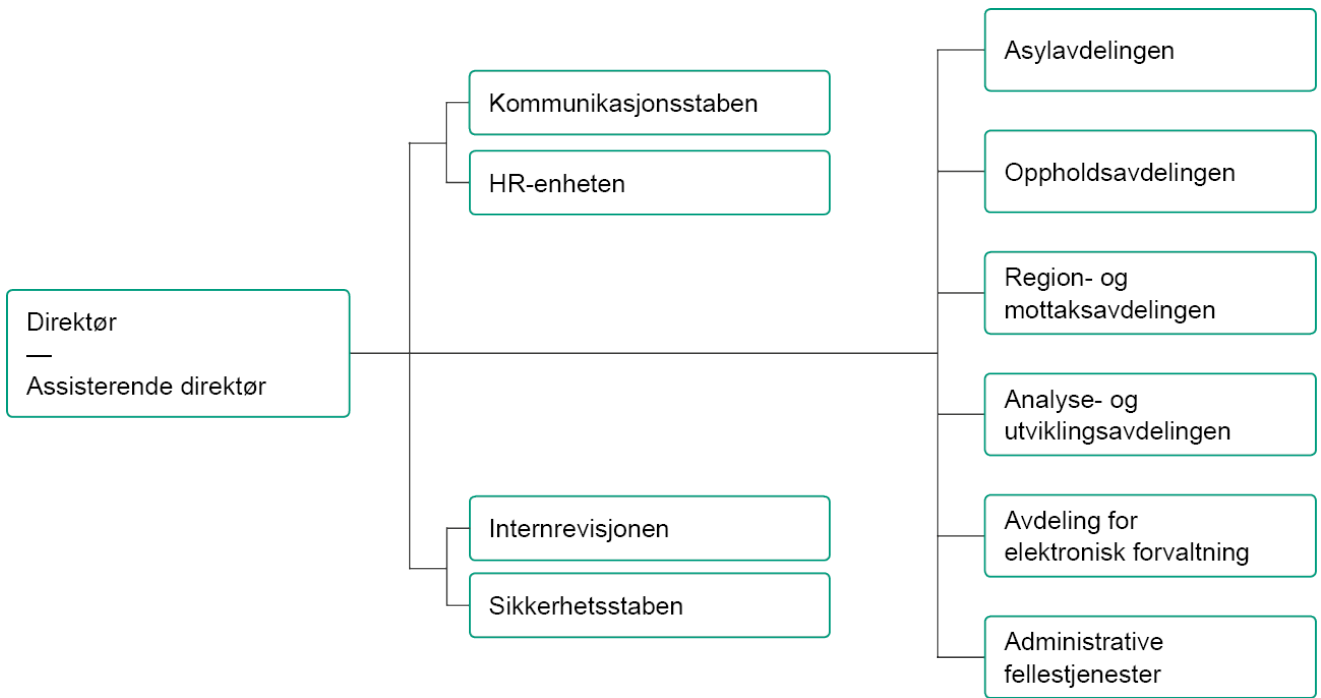 Direktør
—
Assisterende direktør
Kommunikasjonsstaben
HR-enheten
Internrevisjonen
Sikkerhetsstaben
Asylavdelingen
Oppholdsavdelingen
Region- og
mottaksavdelingen
Analyse- og
utviklingsavdelingen
Avdeling for
elektronisk forvaltning
Administrative
fellestjenester